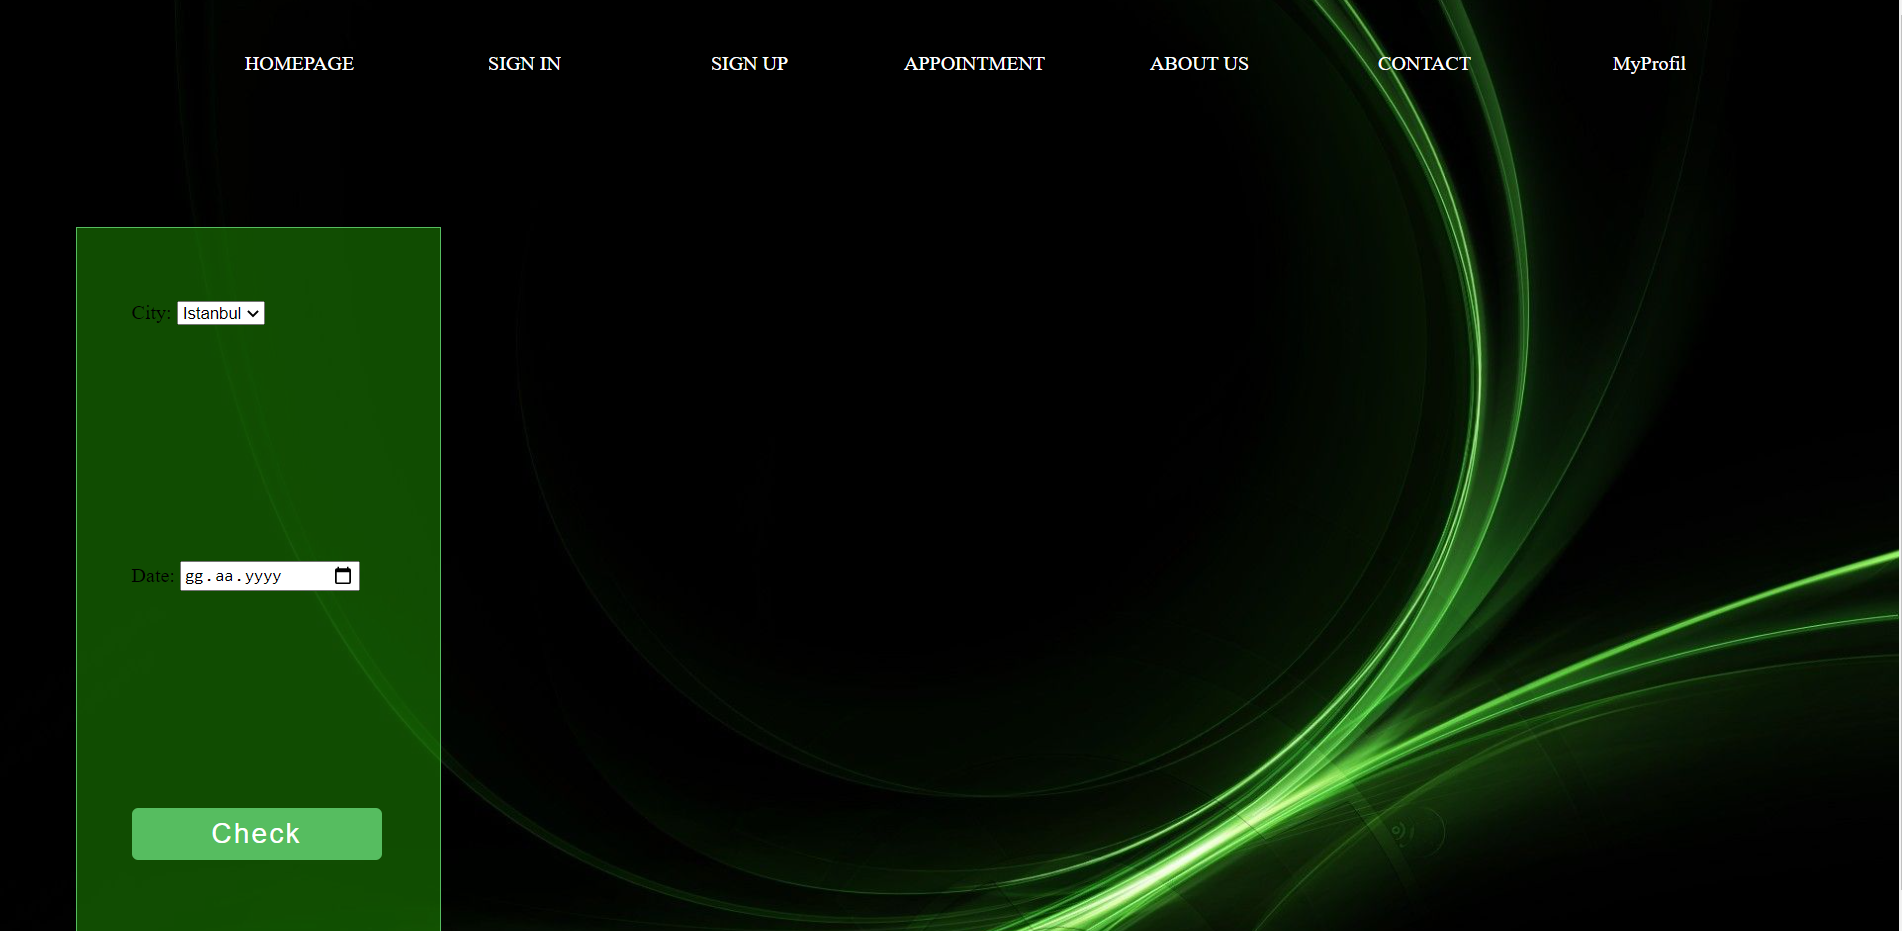 HOMEPAGE SIGN IN SIGN UP APPOINTMENT ABOUT US CONTACT MyProfil
City: Istanbul
Date: gg.aa.yyyy
Check